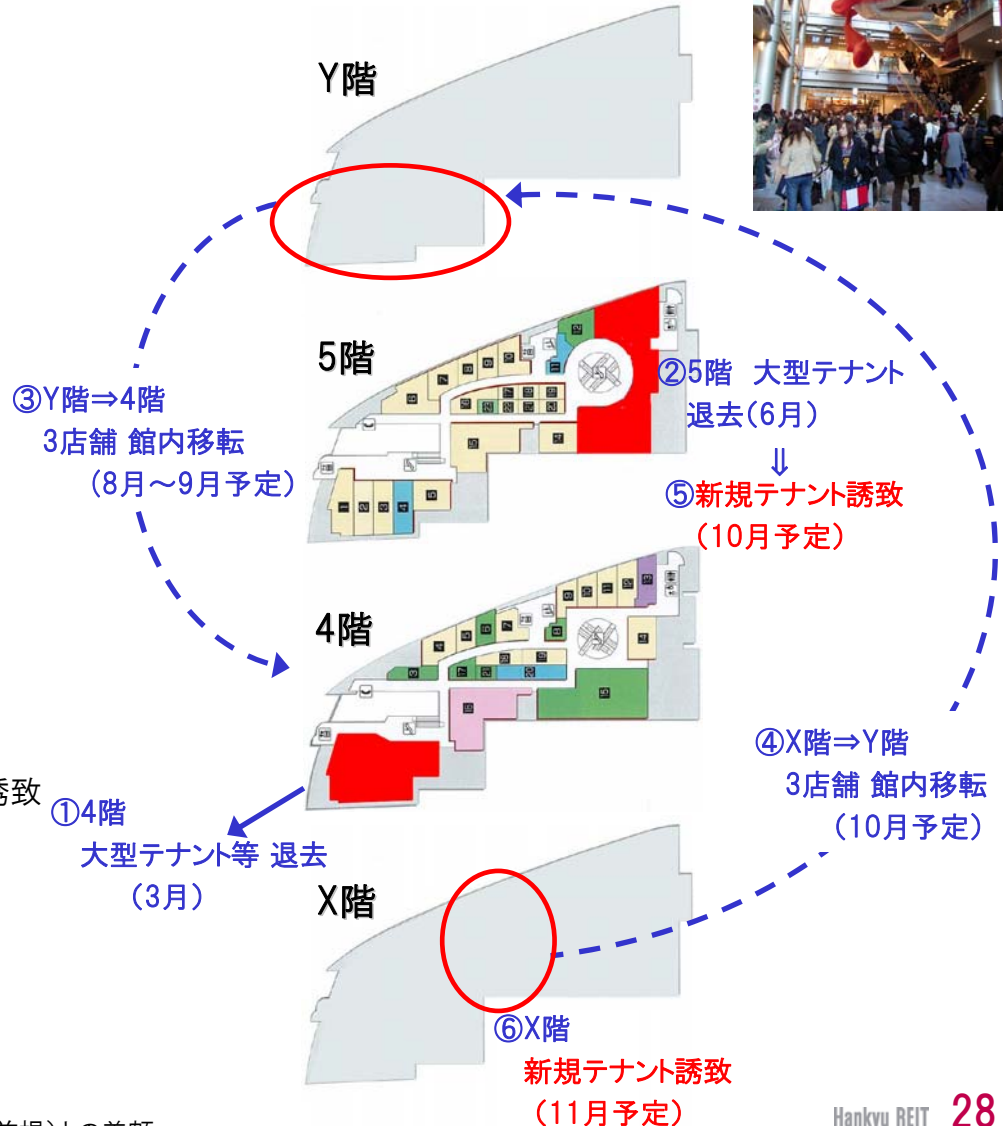 Y階
5階
②5階 大型テナント
退去(6月)
⇓
⑤新規テナント誘致
(10月予定)
③Y階⇒4階
3店舗 館内移転
(8月～9月予定)
4階
④X階⇒Y階
3店舗 館内移転
(10月予定)
誘致
①4階
大型テナント等 退去
(3月)
X階
⑥X階
新規テナント誘致
(11月予定)
Hankyu REIT 28